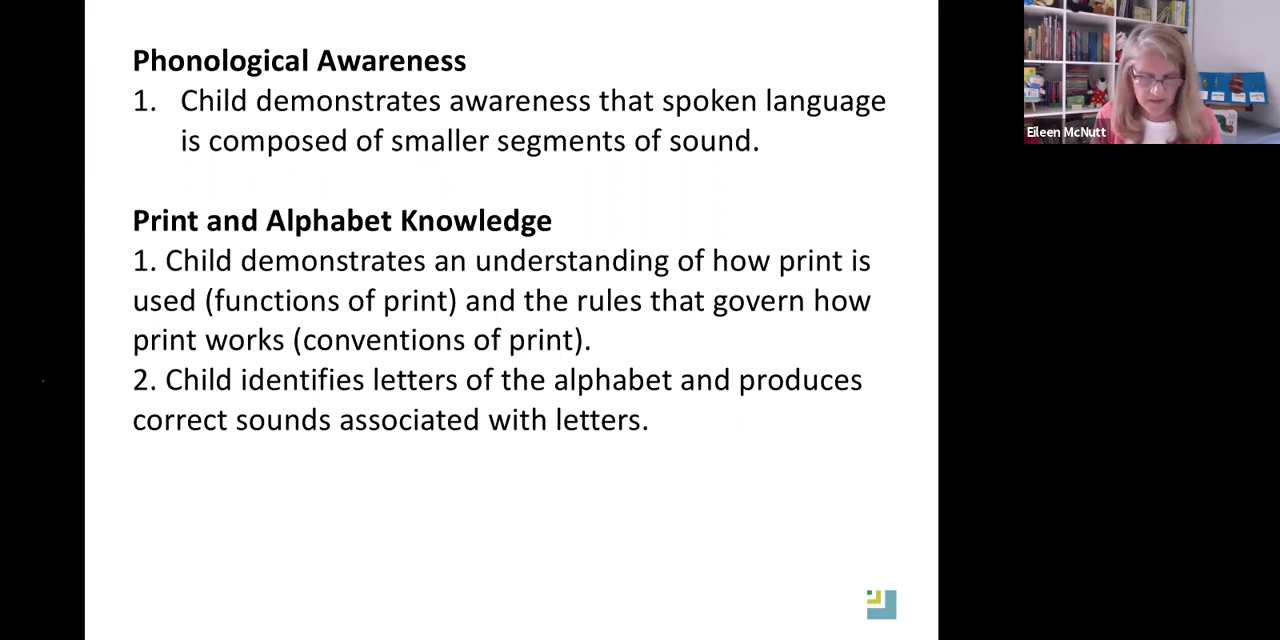 Phonological Awareness
1. Child demonstrates awareness that spoken language
is composed of smaller segments of sound.
Print and Alphabet Knowledge
1. Child demonstrates an understanding of how print is
used (functions of print) and the rules that govern how
print works (conventions of print).
2. Child identifies letters of the alphabet and produces
correct sounds associated with letters.
Eileen McNutt